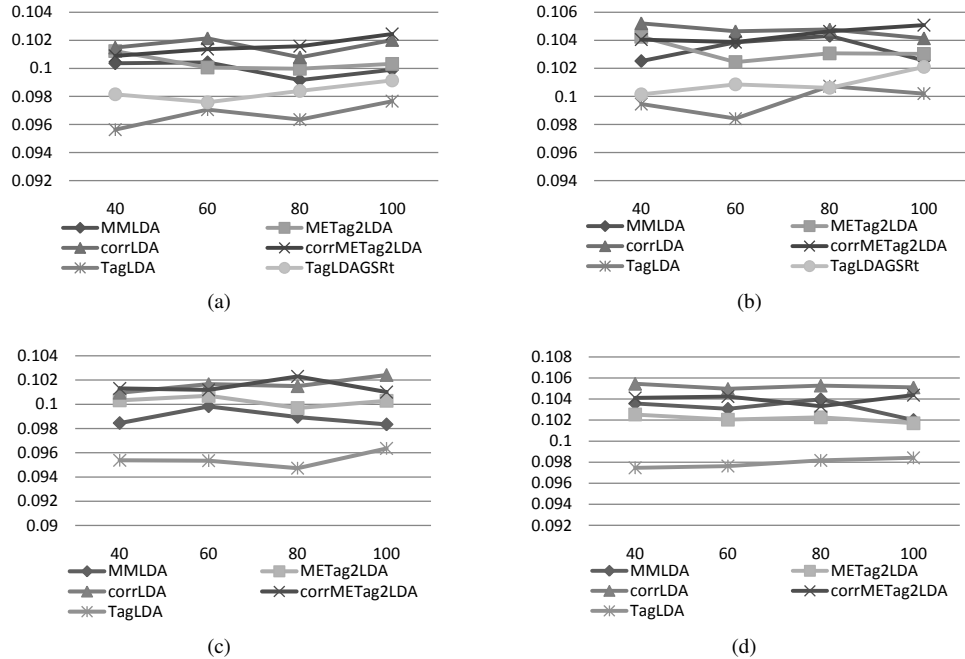 0.104
0.102
0.1
0.098
0.096
0.094
0.092
40 60 80 100
MMLDA METag2LDA
corrLDA corrMETag2LDA
TagLDA TagLDAGSRt
(a)
0.106
0.104
0.102
0.1
0.098
0.096
0.094
40 60 80 100
MMLDA METag2LDA
corrLDA corrMETag2LDA
TagLDA TagLDAGSRt
(b)
0.104
0.102
0.1
0.098
0.096
0.094
0.092
0.09
40 60 80 100
MMLDA METag2LDA
corrLDA corrMETag2LDA
TagLDA
(c)
0.108
0.106
0.104
0.102
0.1
0.098
0.096
0.094
0.092
40 60 80 100
MMLDA METag2LDA
corrLDA corrMETag2LDA
TagLDA
(d)